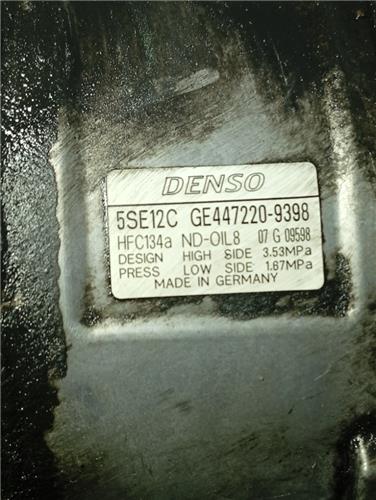 DENSO
5SE12C GE447220-9398
HFC134a ND-OIL8 07 G 09598
DESIGN HIGH SIDE 3.53MPa
PRESS LOW SIDE 1.67MPa
MADE IN GERMANY